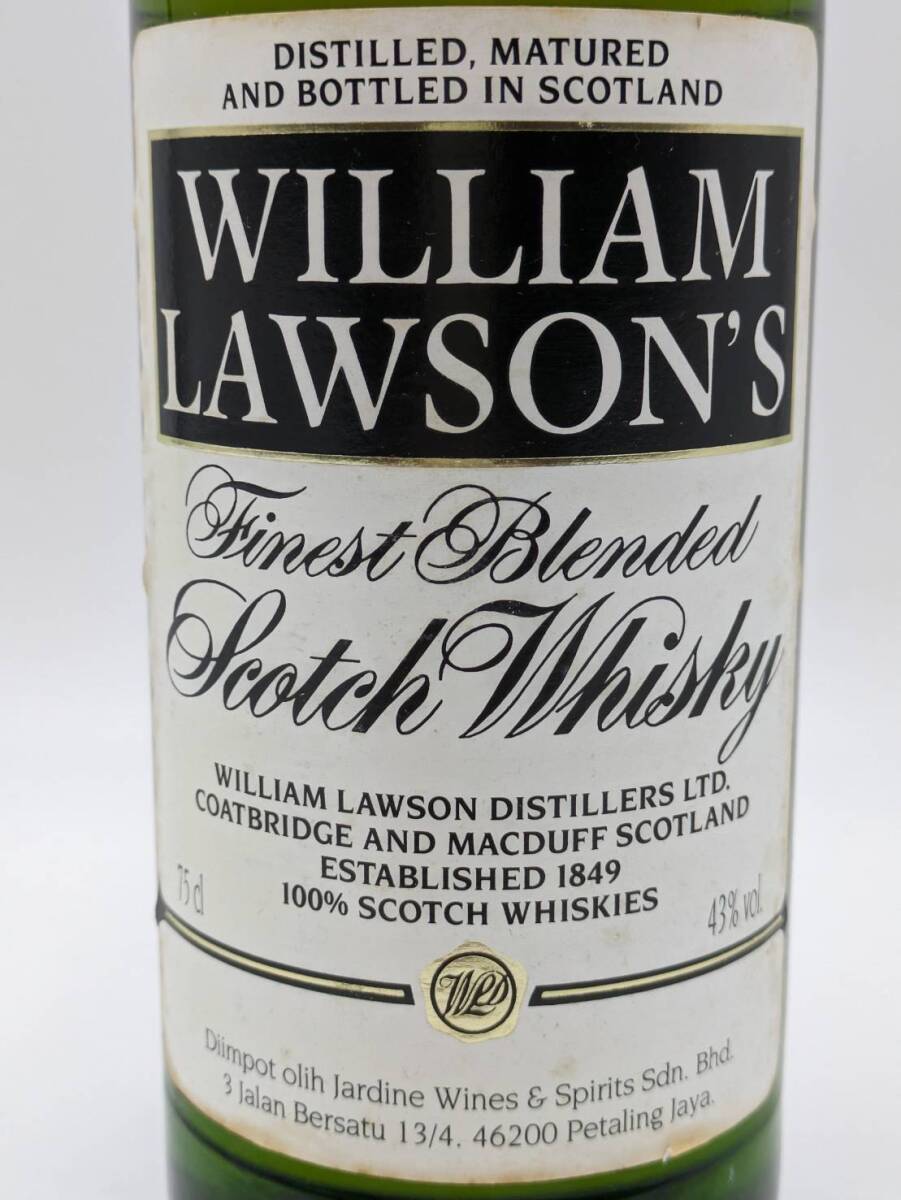 DISTILLED, MATURED
AND BOTTLED IN SCOTLAND
WILLIAM
LAWSON'S
Finest Blended
Scotch Whisky
WILLIAM LAWSON DISTILLERS LTD.
COATBRIDGE AND MACDUFF SCOTLAND
ESTABLISHED 1849
100% SCOTCH WHISKIES
75 cl
43% vol.
WLD
Diimpot olih Jardine Wines & Spirits Sdn. Bhd.
3 Jalan Bersatu 13/4. 46200 Petaling Jaya.